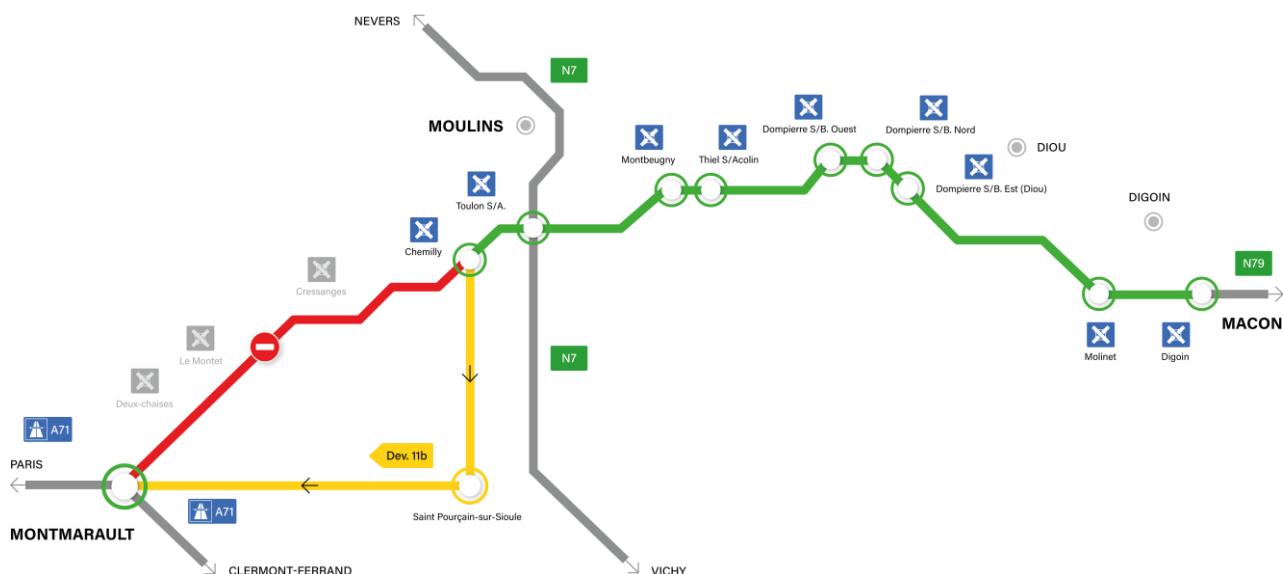 NEVERS
N7
MOULINS
Dompierre S/B. Ouest
Dompierre S/B. Nord
Montbeugny
Thiel S/Acolin
DIOU
Dompierre S/B. Est (Diou)
Toulon S/A.
DIGOIN
Chemilly
N79
Cressanges
MACON
Le Montet
N7
Molinet
Digoin
Deux-chaises
A71
Dev. 11b
PARIS
A71
Saint Pourçain-sur-Sioule
MONTMARAULT
CLERMONT-FERRAND
VICHY